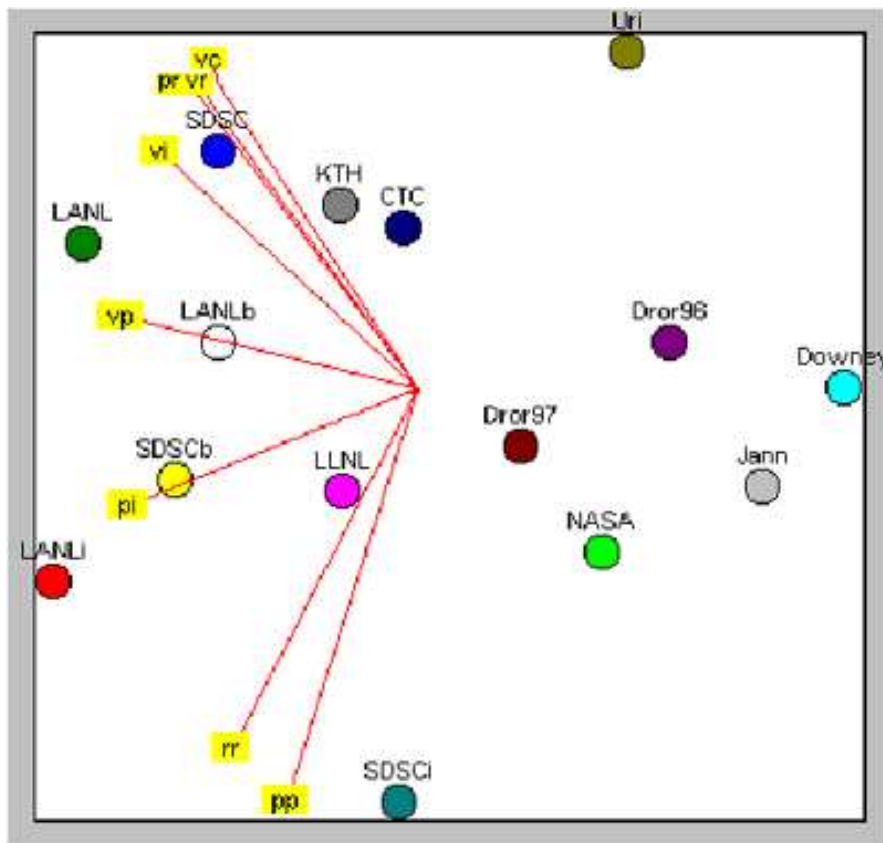 Uri
vc
pr vr
SDSC
vi
KTH
CTC
LANL
vp
LANLb
Dror96
Downey
Dror97
SDSCb
LLNL
Jann
pi
NASA
LANLi
rr
SDSCi
pp